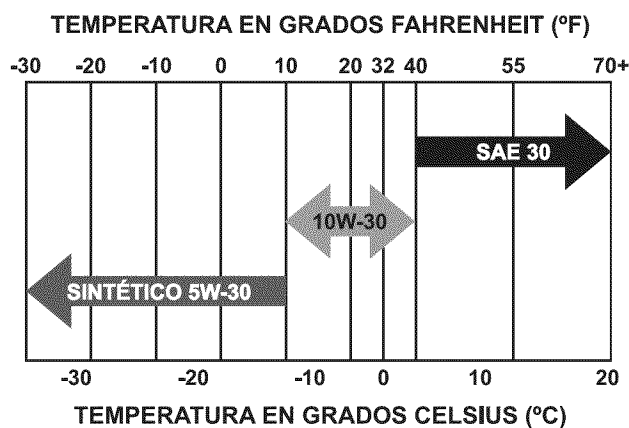 TEMPERATURA EN GRADOS FAHRENHEIT (ºF)
-30 -20 -10 0 10 20 32 40 55 70+
SAE 30
10W-30
SINTÉTICO 5W-30
-30 -20 -10 0 10 20
TEMPERATURA EN GRADOS CELSIUS (ºC)